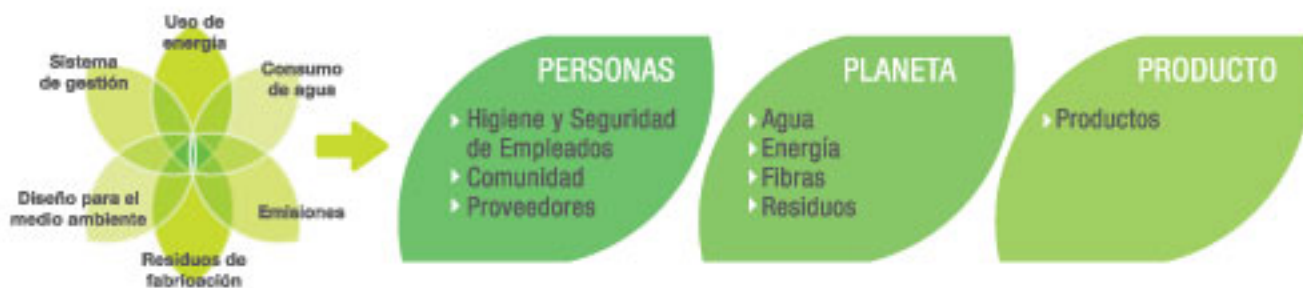 Uso de
energía
Sistema
de gestión
Consumo
de agua
Diseño para el
medio ambiente
Emisiones
Residuos de
fabricación
PERSONAS
Higiene y Seguridad
de Empleados
Comunidad
Proveedores
PLANETA
Agua
Energía
Fibras
Residuos
PRODUCTO
Productos